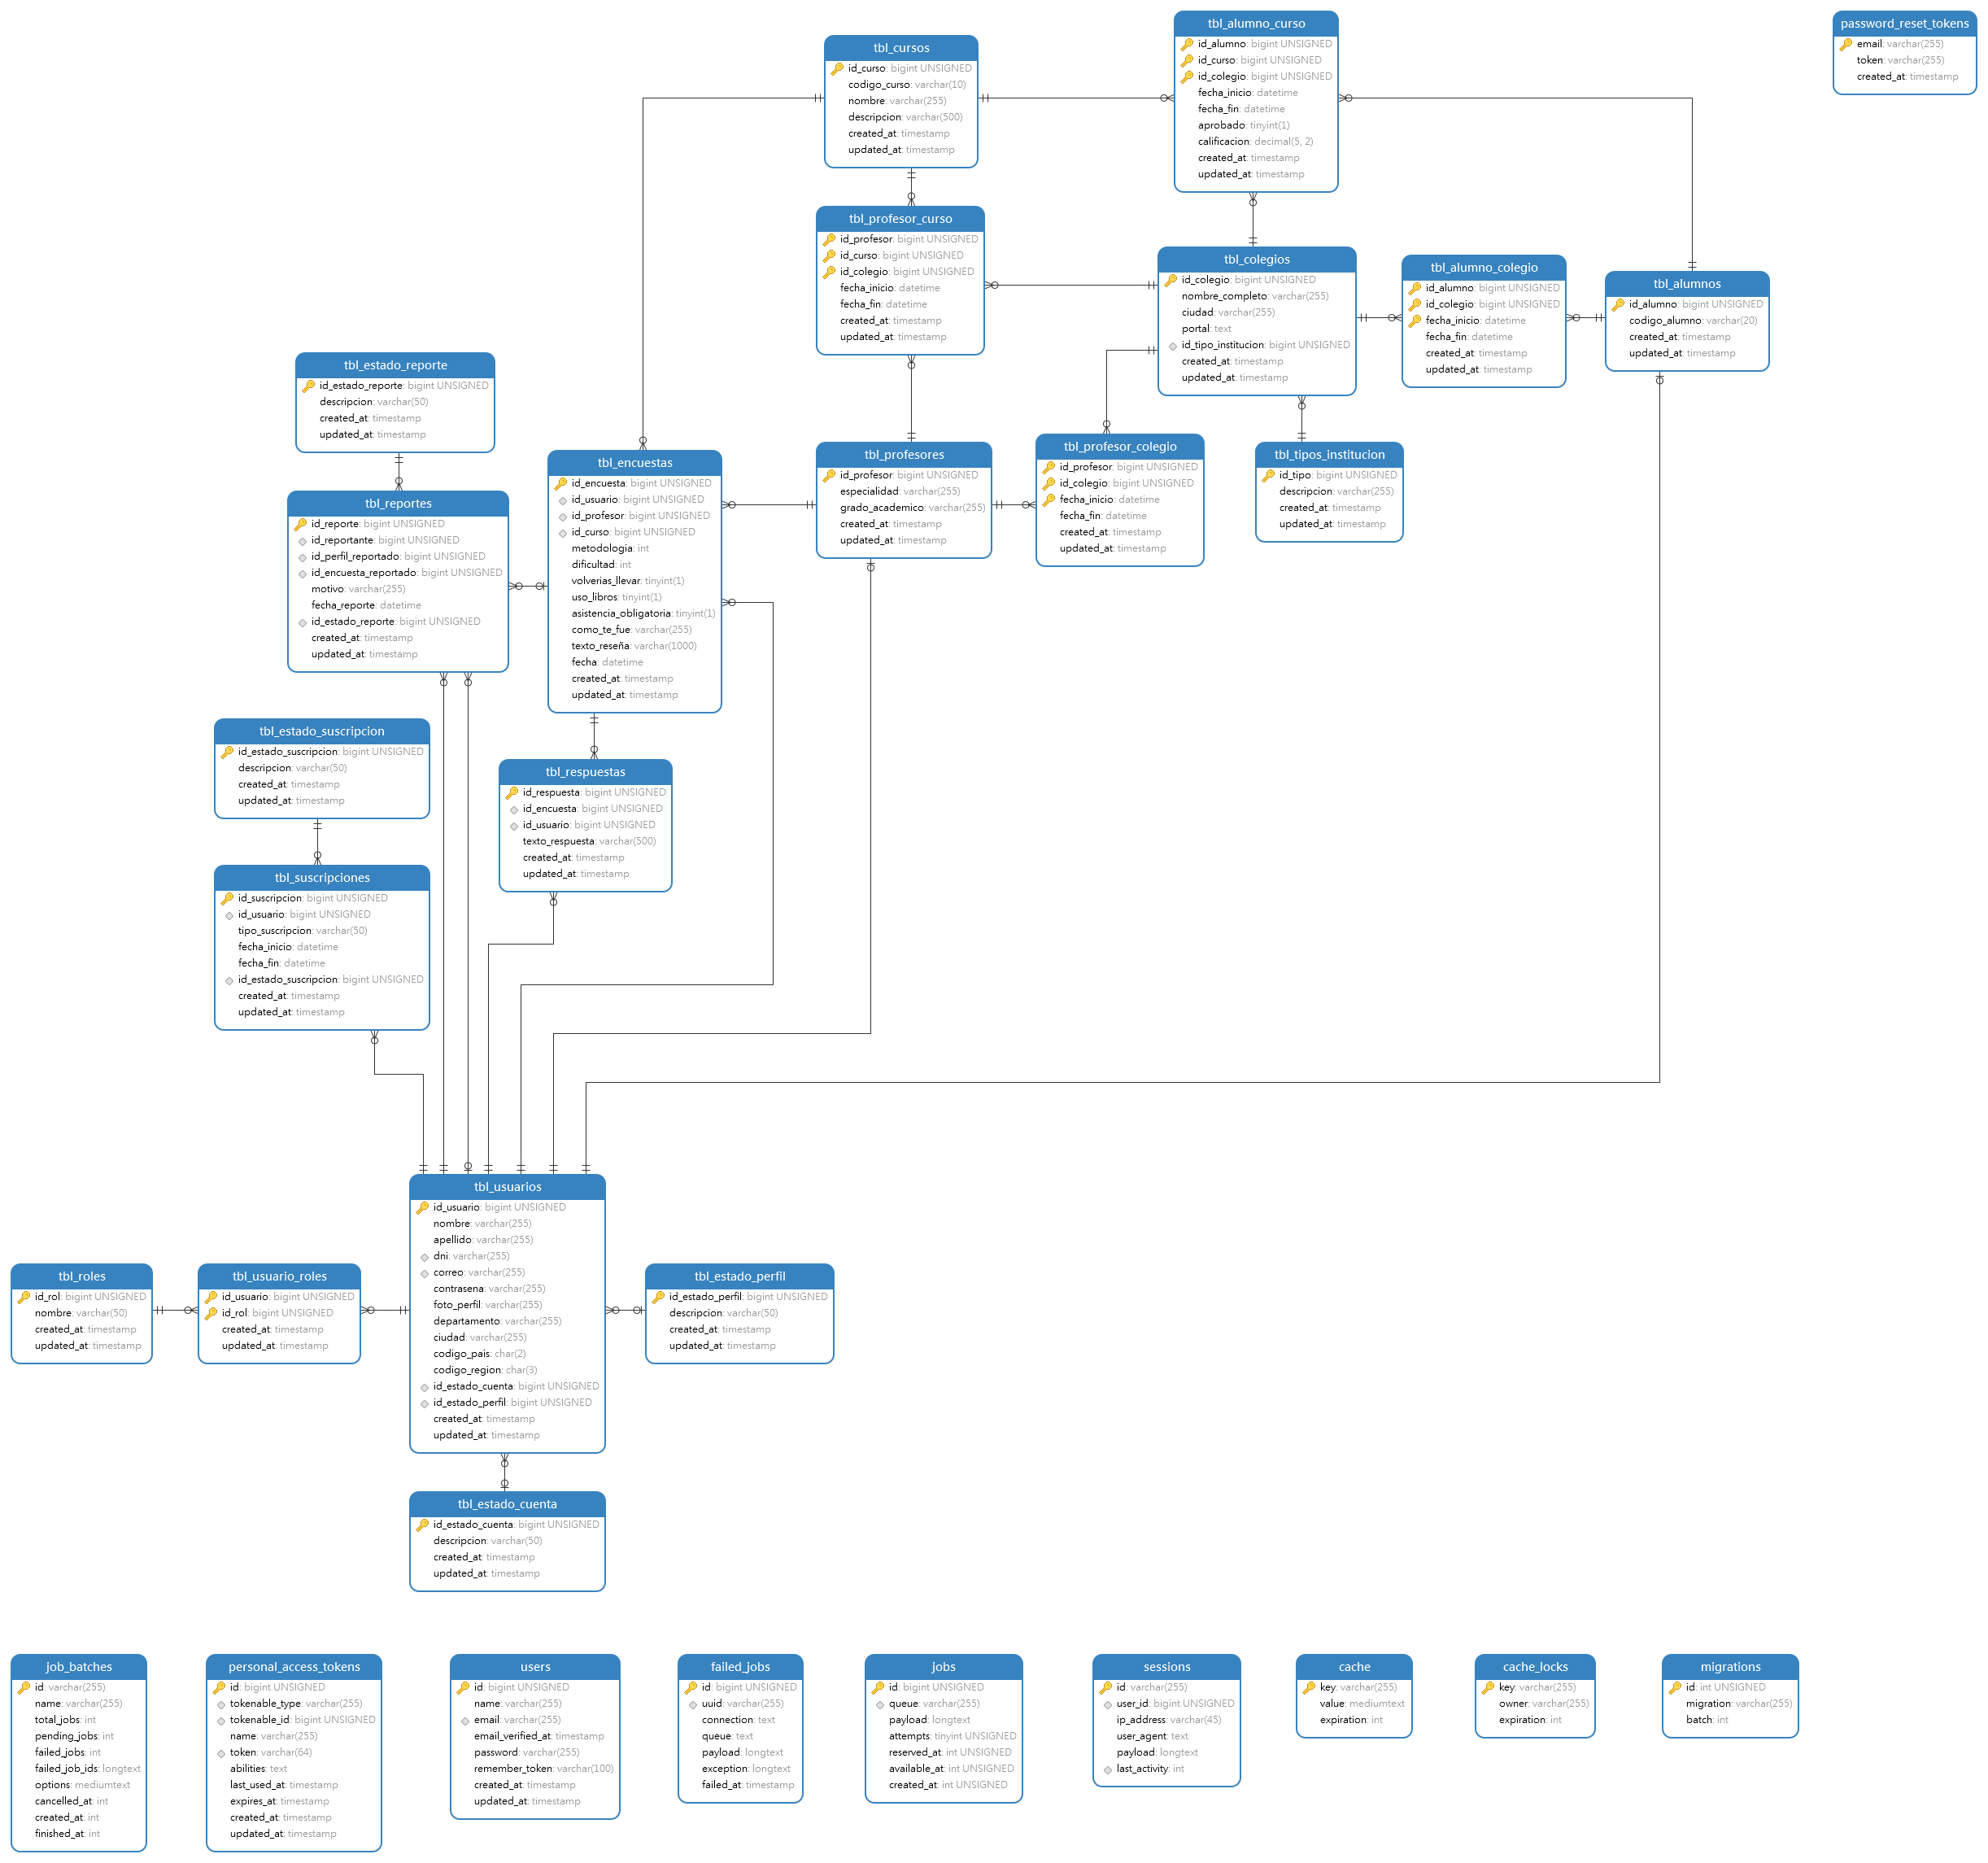 tbl_cursos
id_curso: bigint UNSIGNED
codigo_curso: varchar(10)
nombre: varchar(255)
descripcion: varchar(500)
created_at: timestamp
updated_at: timestamp
tbl_alumno_curso
id_alumno: bigint UNSIGNED
id_curso: bigint UNSIGNED
id_colegio: bigint UNSIGNED
fecha_inicio: datetime
fecha_fin: datetime
aprobado: tinyint(1)
calificacion: decimal(5, 2)
created_at: timestamp
updated_at: timestamp
password_reset_tokens
email: varchar(255)
token: varchar(255)
created_at: timestamp
tbl_profesor_curso
id_profesor: bigint UNSIGNED
id_curso: bigint UNSIGNED
id_colegio: bigint UNSIGNED
fecha_inicio: datetime
fecha_fin: datetime
created_at: timestamp
updated_at: timestamp
tbl_colegios
id_colegio: bigint UNSIGNED
nombre_completo: varchar(255)
ciudad: varchar(255)
portal: text
id_tipo_institucion: bigint UNSIGNED
created_at: timestamp
updated_at: timestamp
tbl_alumno_colegio
id_alumno: bigint UNSIGNED
id_colegio: bigint UNSIGNED
fecha_inicio: datetime
fecha_fin: datetime
created_at: timestamp
updated_at: timestamp
tbl_alumnos
id_alumno: bigint UNSIGNED
codigo_alumno: varchar(20)
created_at: timestamp
updated_at: timestamp
tbl_estado_reporte
id_estado_reporte: bigint UNSIGNED
descripcion: varchar(50)
created_at: timestamp
updated_at: timestamp
tbl_reportes
id_reporte: bigint UNSIGNED
id_reportante: bigint UNSIGNED
id_perfil_reportado: bigint UNSIGNED
id_encuesta_reportado: bigint UNSIGNED
motivo: varchar(255)
fecha_reporte: datetime
id_estado_reporte: bigint UNSIGNED
created_at: timestamp
updated_at: timestamp
tbl_encuestas
id_encuesta: bigint UNSIGNED
id_usuario: bigint UNSIGNED
id_profesor: bigint UNSIGNED
id_curso: bigint UNSIGNED
metodologia: int
dificultad: int
volverias_llevar: tinyint(1)
uso_libros: tinyint(1)
asistencia_obligatoria: tinyint(1)
como_te_fue: varchar(255)
texto_reseña: varchar(1000)
fecha: datetime
created_at: timestamp
updated_at: timestamp
tbl_profesores
id_profesor: bigint UNSIGNED
especialidad: varchar(255)
grado_academico: varchar(255)
created_at: timestamp
updated_at: timestamp
tbl_profesor_colegio
id_profesor: bigint UNSIGNED
id_colegio: bigint UNSIGNED
fecha_inicio: datetime
fecha_fin: datetime
created_at: timestamp
updated_at: timestamp
tbl_tipos_institucion
id_tipo: bigint UNSIGNED
descripcion: varchar(255)
created_at: timestamp
updated_at: timestamp
tbl_estado_suscripcion
id_estado_suscripcion: bigint UNSIGNED
descripcion: varchar(50)
created_at: timestamp
updated_at: timestamp
tbl_respuestas
id_respuesta: bigint UNSIGNED
id_encuesta: bigint UNSIGNED
id_usuario: bigint UNSIGNED
texto_respuesta: varchar(500)
created_at: timestamp
updated_at: timestamp
tbl_suscripciones
id_suscripcion: bigint UNSIGNED
id_usuario: bigint UNSIGNED
tipo_suscripcion: varchar(50)
fecha_inicio: datetime
fecha_fin: datetime
id_estado_suscripcion: bigint UNSIGNED
created_at: timestamp
updated_at: timestamp
tbl_roles
id_rol: bigint UNSIGNED
nombre: varchar(50)
created_at: timestamp
updated_at: timestamp
tbl_usuario_roles
id_usuario: bigint UNSIGNED
id_rol: bigint UNSIGNED
created_at: timestamp
updated_at: timestamp
tbl_usuarios
id_usuario: bigint UNSIGNED
nombre: varchar(255)
apellido: varchar(255)
dni: varchar(255)
correo: varchar(255)
contrasena: varchar(255)
foto_perfil: varchar(255)
departamento: varchar(255)
ciudad: varchar(255)
codigo_pais: char(2)
codigo_region: char(3)
id_estado_cuenta: bigint UNSIGNED
id_estado_perfil: bigint UNSIGNED
created_at: timestamp
updated_at: timestamp
tbl_estado_perfil
id_estado_perfil: bigint UNSIGNED
descripcion: varchar(50)
created_at: timestamp
updated_at: timestamp
tbl_estado_cuenta
id_estado_cuenta: bigint UNSIGNED
descripcion: varchar(50)
created_at: timestamp
updated_at: timestamp
job_batches
id: varchar(255)
name: varchar(255)
total_jobs: int
pending_jobs: int
failed_jobs: int
failed_job_ids: longtext
options: mediumtext
cancelled_at: int
created_at: int
finished_at: int
personal_access_tokens
id: bigint UNSIGNED
tokenable_type: varchar(255)
tokenable_id: bigint UNSIGNED
name: varchar(255)
token: varchar(64)
abilities: text
last_used_at: timestamp
expires_at: timestamp
created_at: timestamp
updated_at: timestamp
users
id: bigint UNSIGNED
name: varchar(255)
email: varchar(255)
email_verified_at: timestamp
password: varchar(255)
remember_token: varchar(100)
created_at: timestamp
updated_at: timestamp
failed_jobs
id: bigint UNSIGNED
uuid: varchar(255)
connection: text
queue: text
payload: longtext
exception: longtext
failed_at: timestamp
jobs
id: bigint UNSIGNED
queue: varchar(255)
payload: longtext
attempts: tinyint UNSIGNED
reserved_at: int UNSIGNED
available_at: int UNSIGNED
created_at: int UNSIGNED
sessions
id: varchar(255)
user_id: bigint UNSIGNED
ip_address: varchar(45)
user_agent: text
payload: longtext
last_activity: int
cache
key: varchar(255)
value: mediumtext
expiration: int
cache_locks
key: varchar(255)
owner: varchar(255)
expiration: int
migrations
id: int UNSIGNED
migration: varchar(255)
batch: int